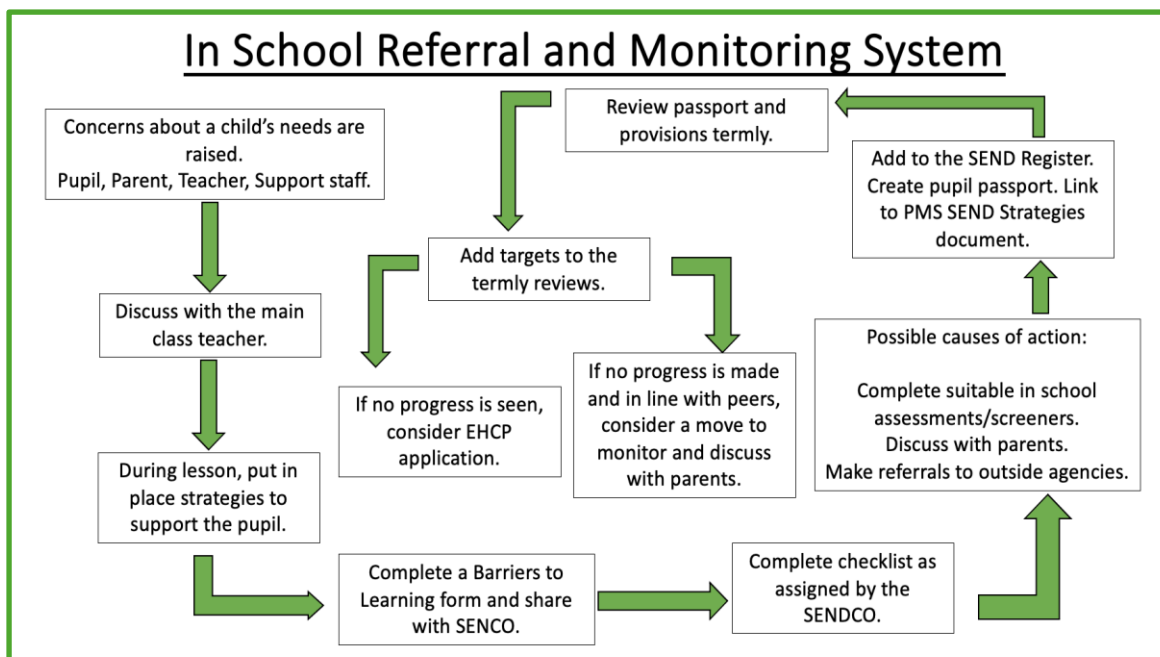 In School Referral and Monitoring System
Concerns about a child's needs are
raised.
Pupil, Parent, Teacher, Support staff.
Discuss with the main
class teacher.
During lesson, put in
place strategies to
support the pupil.
Complete a Barriers to
Learning form and share
with SENCO.
Complete checklist as
assigned by the
SENDCO.
Possible causes of action:
Complete suitable in school
assessments/screeners.
Discuss with parents.
Make referrals to outside agencies.
Add to the SEND Register.
Create pupil passport. Link
to PMS SEND Strategies
document.
Review passport and
provisions termly.
Add targets to the
termly reviews.
If no progress is seen,
consider EHCP
application.
If no progress is made
and in line with peers,
consider a move to
monitor and discuss
with parents.